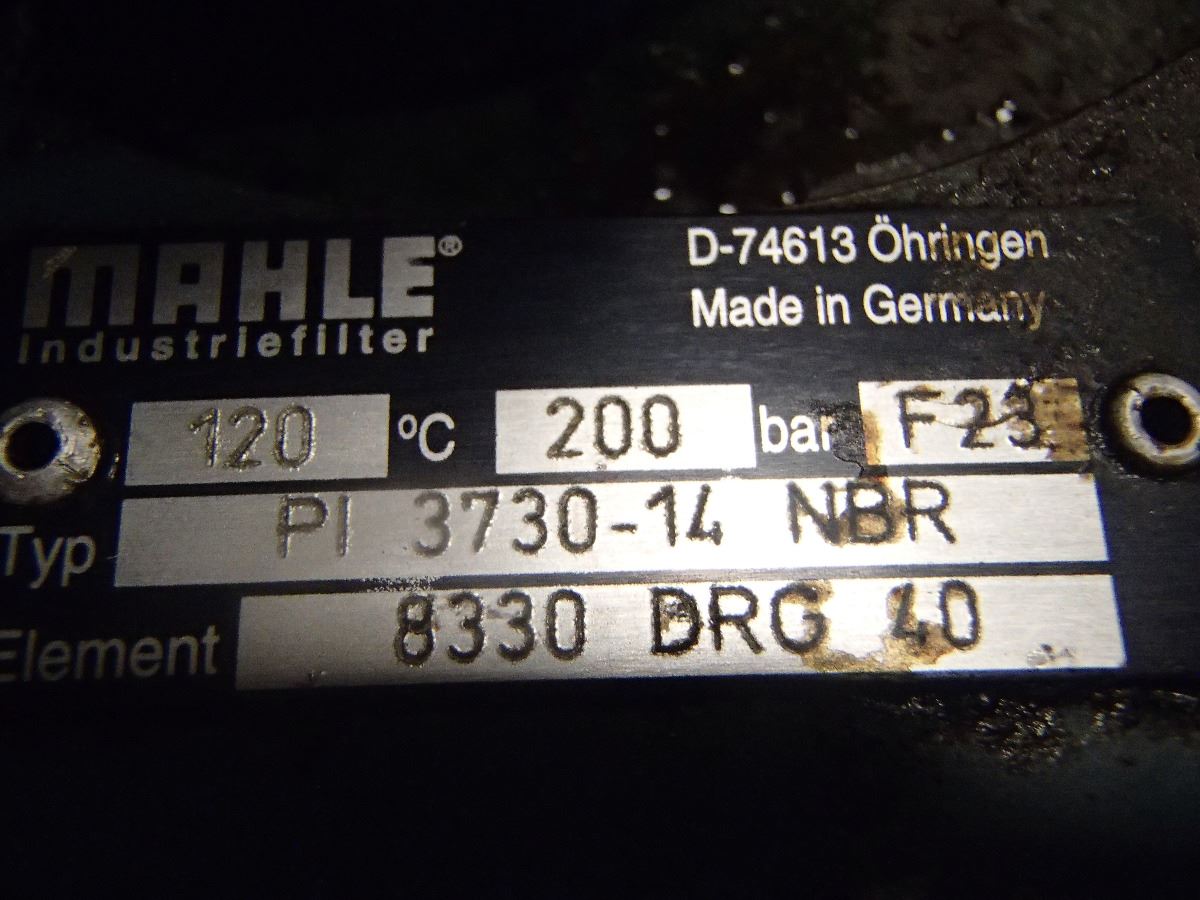 MAHLE®
Industriefilter
D-74613 Öhringen
Made in Germany
120 °C 200 bar F 23
Typ PI 3730-14 NBR
Element 8330 DRG 40